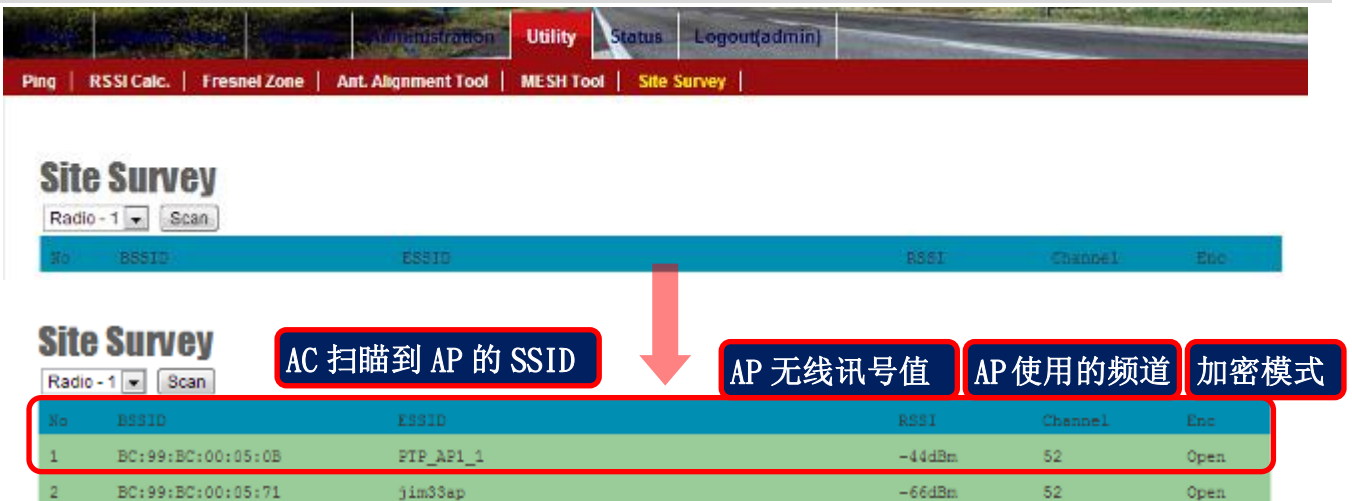 Administration Utility Status Logout(admin)
Ping | RSSI Calc. | Fresnel Zone | Ant. Alignment Tool | MESH Tool | Site Survey |
Site Survey
Radio - 1 Scan
No BSSID ESSID RSSI Channel Enc
Site Survey
AC 扫瞄到 AP 的 SSID
AP 无线讯号值
AP 使用的频道
加密模式
Radio - 1 Scan
No BSSID ESSID RSSI Channel Enc
1 BC:99:BC:00:05:0B PTP_AP1_1 -44dBm 52 Open
2 BC:99:BC:00:05:71 jim33ap -66dBm 52 Open